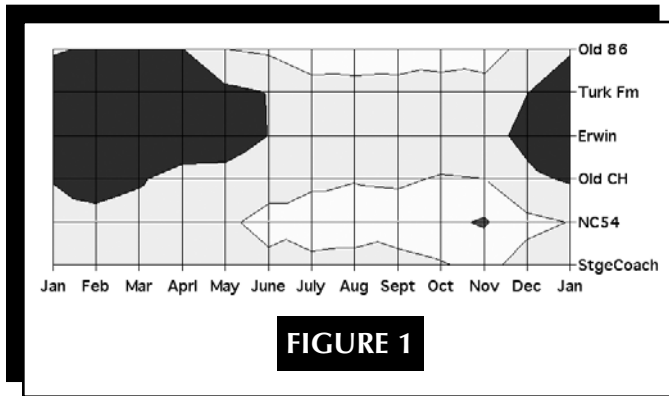 Old 86
Turk Fm
Erwin
Old CH
NC54
StgeCoach
Jan Feb Mar Aprl May June July Aug Sept Oct Nov Dec Jan
FIGURE 1